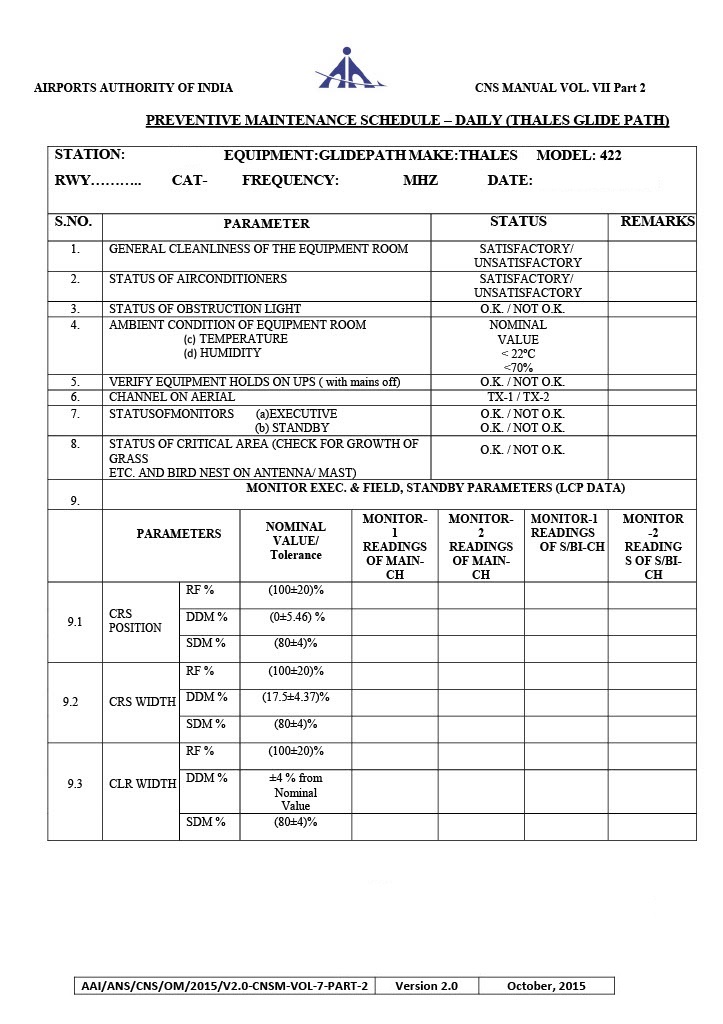 AIRPORTS AUTHORITY OF INDIA CNS MANUAL VOL. VII Part 2
PREVENTIVE MAINTENANCE SCHEDULE – DAILY (THALES GLIDE PATH)
STATION: EQUIPMENT:GLIDEPATH MAKE:THALES MODEL: 422
RWY……….. CAT- FREQUENCY: MHZ DATE:
S.NO. PARAMETER STATUS REMARKS
1. GENERAL CLEANLINESS OF THE EQUIPMENT ROOM SATISFACTORY/
UNSATISFACTORY
2. STATUS OF AIRCONDITIONERS SATISFACTORY/
UNSATISFACTORY
3. STATUS OF OBSTRUCTION LIGHT O.K. / NOT O.K.
4. AMBIENT CONDITION OF EQUIPMENT ROOM NOMINAL
(c) TEMPERATURE VALUE
(d) HUMIDITY < 22ºC
<70%
5. VERIFY EQUIPMENT HOLDS ON UPS ( with mains off) O.K. / NOT O.K.
6. CHANNEL ON AERIAL TX-1 / TX-2
7. STATUSOFMONITORS (a)EXECUTIVE O.K. / NOT O.K.
(b) STANDBY O.K. / NOT O.K.
8. STATUS OF CRITICAL AREA (CHECK FOR GROWTH OF
GRASS O.K. / NOT O.K.
ETC. AND BIRD NEST ON ANTENNA/ MAST)
9. MONITOR EXEC. & FIELD, STANDBY PARAMETERS (LCP DATA)
PARAMETERS
NOMINAL
VALUE/
Tolerance
MONITOR-
1
READINGS
OF MAIN-
CH
MONITOR-
2
READINGS
OF MAIN-
CH
MONITOR-1
READINGS
OF S/BI-CH
MONITOR
-2
READING
S OF S/BI-
CH
9.1
CRS
POSITION
RF % (100±20)%
DDM % (0±5.46) %
SDM % (80±4)%
9.2 CRS WIDTH
RF % (100±20)%
DDM % (17.5±4.37)%
SDM % (80±4)%
9.3 CLR WIDTH
RF % (100±20)%
DDM % ±4 % from
Nominal
Value
SDM % (80±4)%
AAI/ANS/CNS/OM/2015/V2.0-CNSM-VOL-7-PART-2 Version 2.0 October, 2015